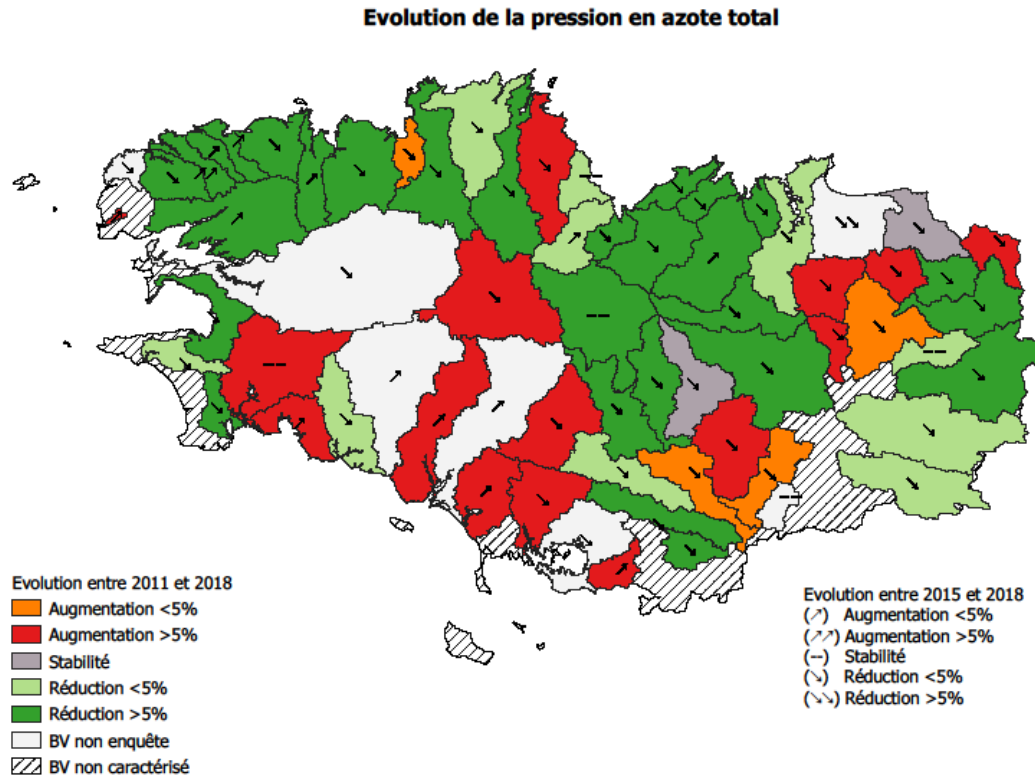 Evolution de la pression en azote total
Evolution entre 2011 et 2018
Augmentation <5%
Augmentation >5%
Stabilité
Réduction <5%
Réduction >5%
BV non enquête
BV non caractérisé
Evolution entre 2015 et 2018
(↗) Augmentation <5%
(↗↗) Augmentation >5%
(--) Stabilité
(↘) Réduction <5%
(↘↘) Réduction >5%